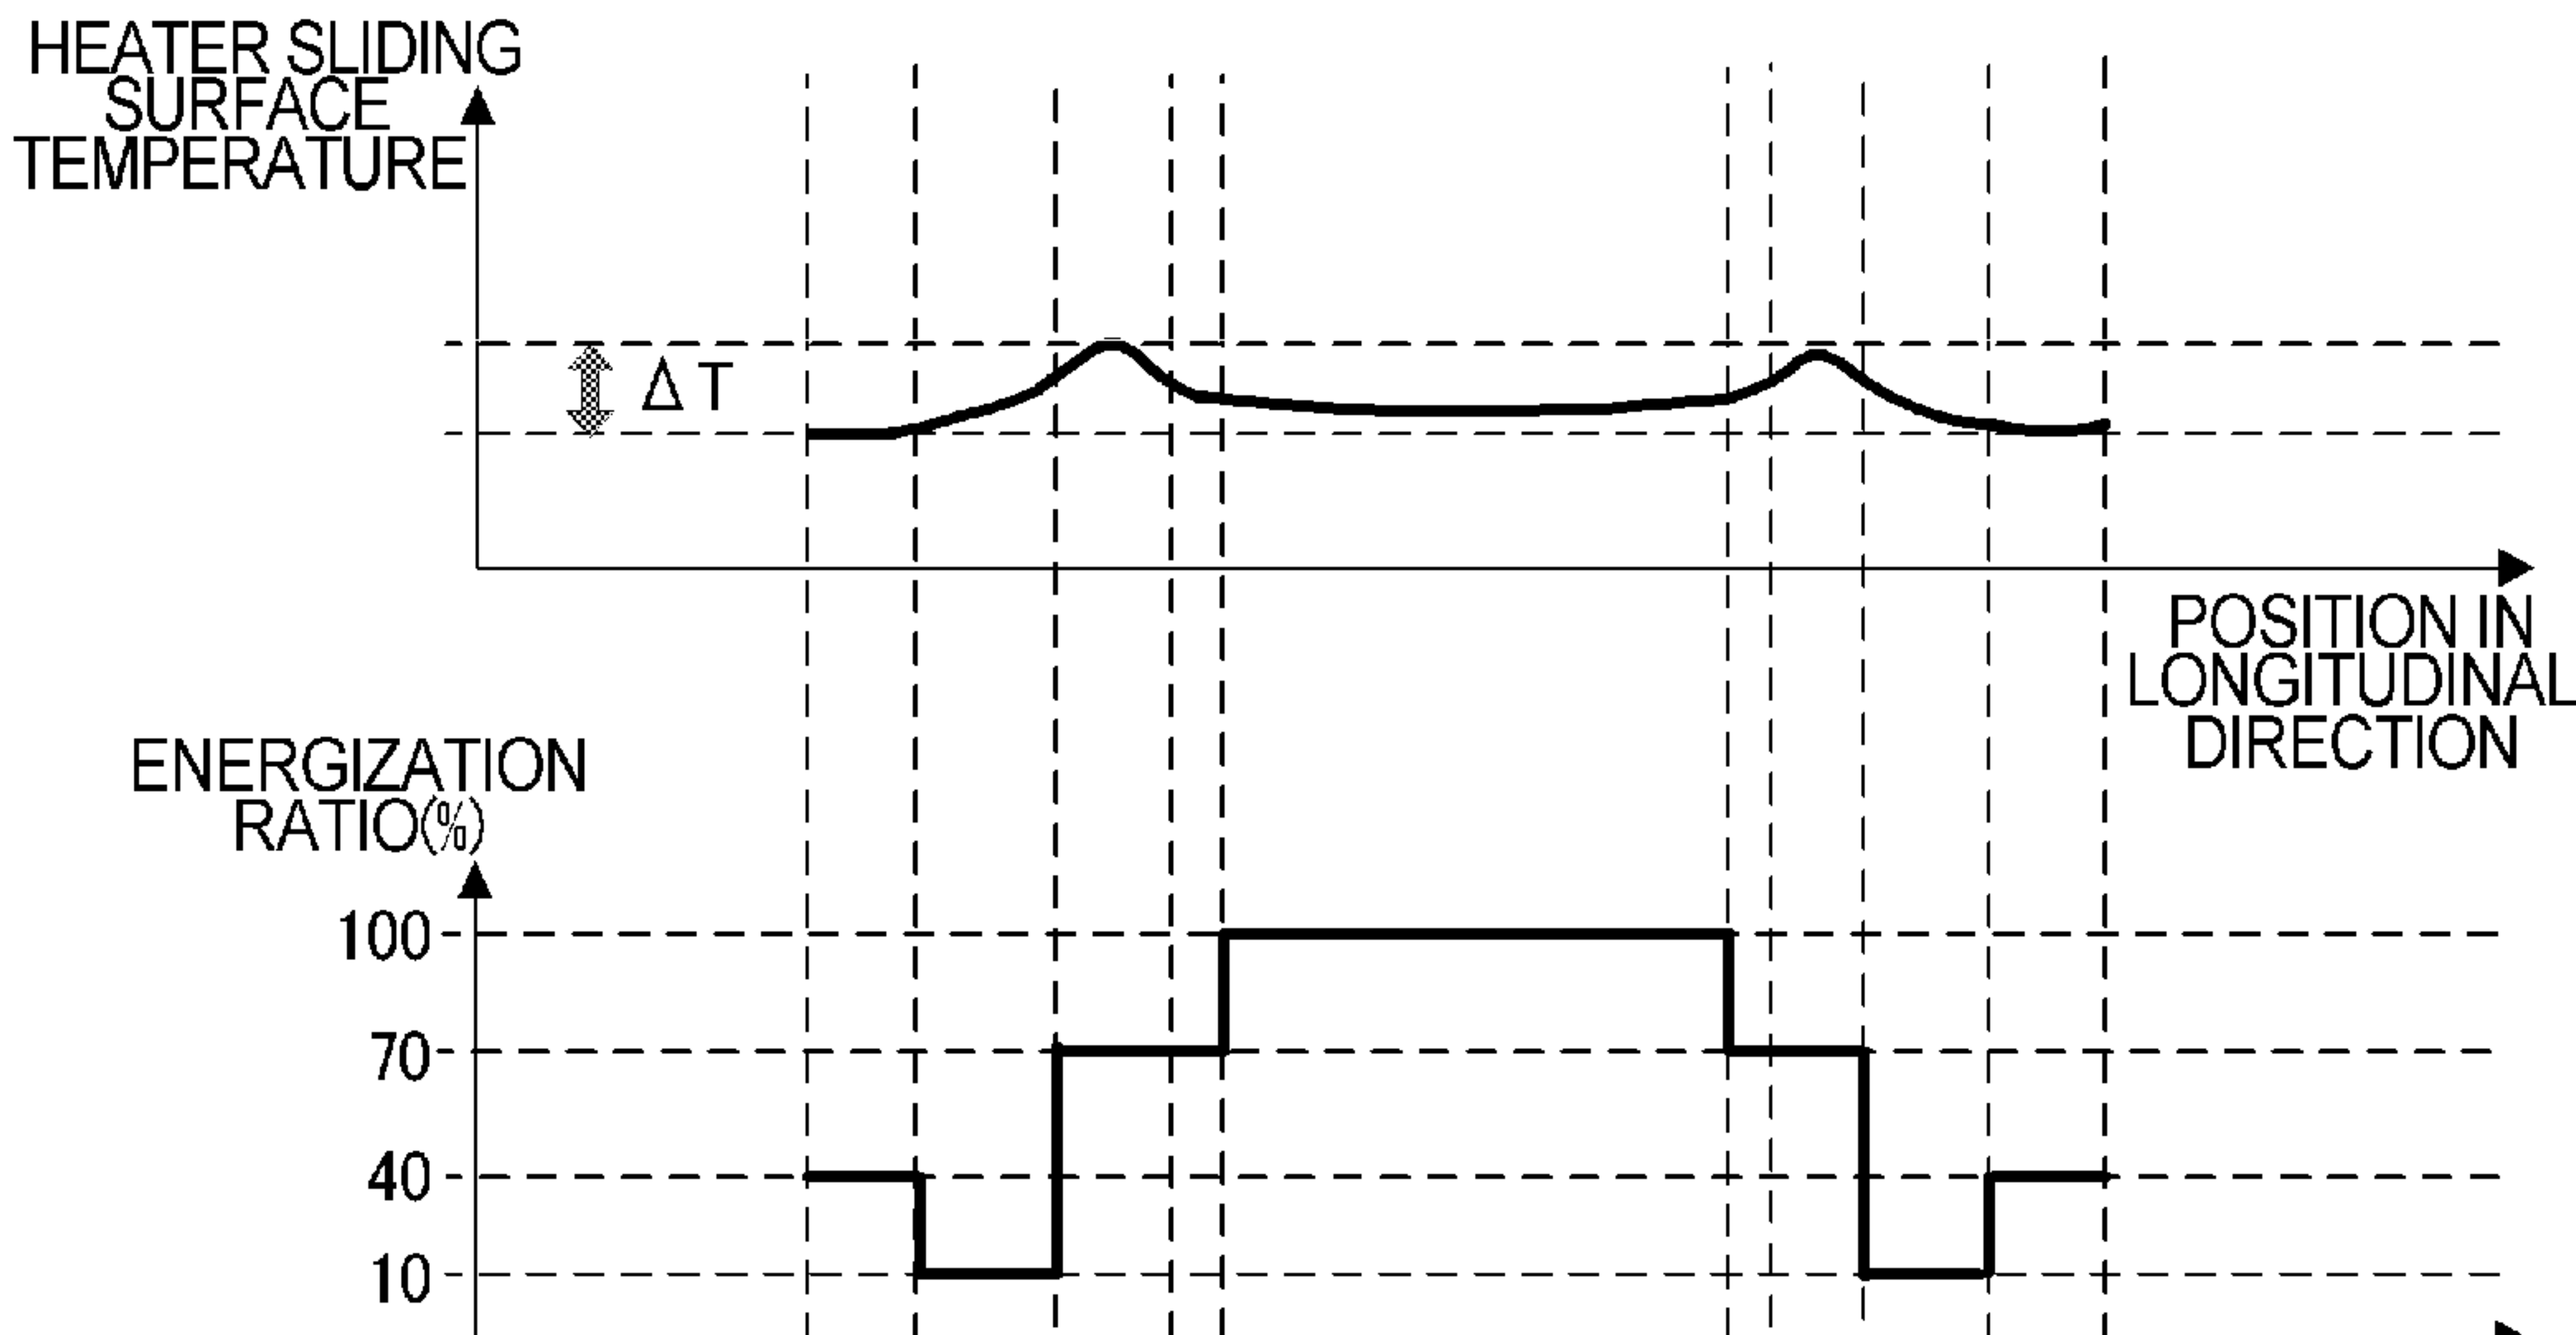 HEATER SLIDING
SURFACE
TEMPERATURE
ΔT
POSITION IN
LONGITUDINAL
DIRECTION
ENERGIZATION
RATIO(%)
100
70
40
10